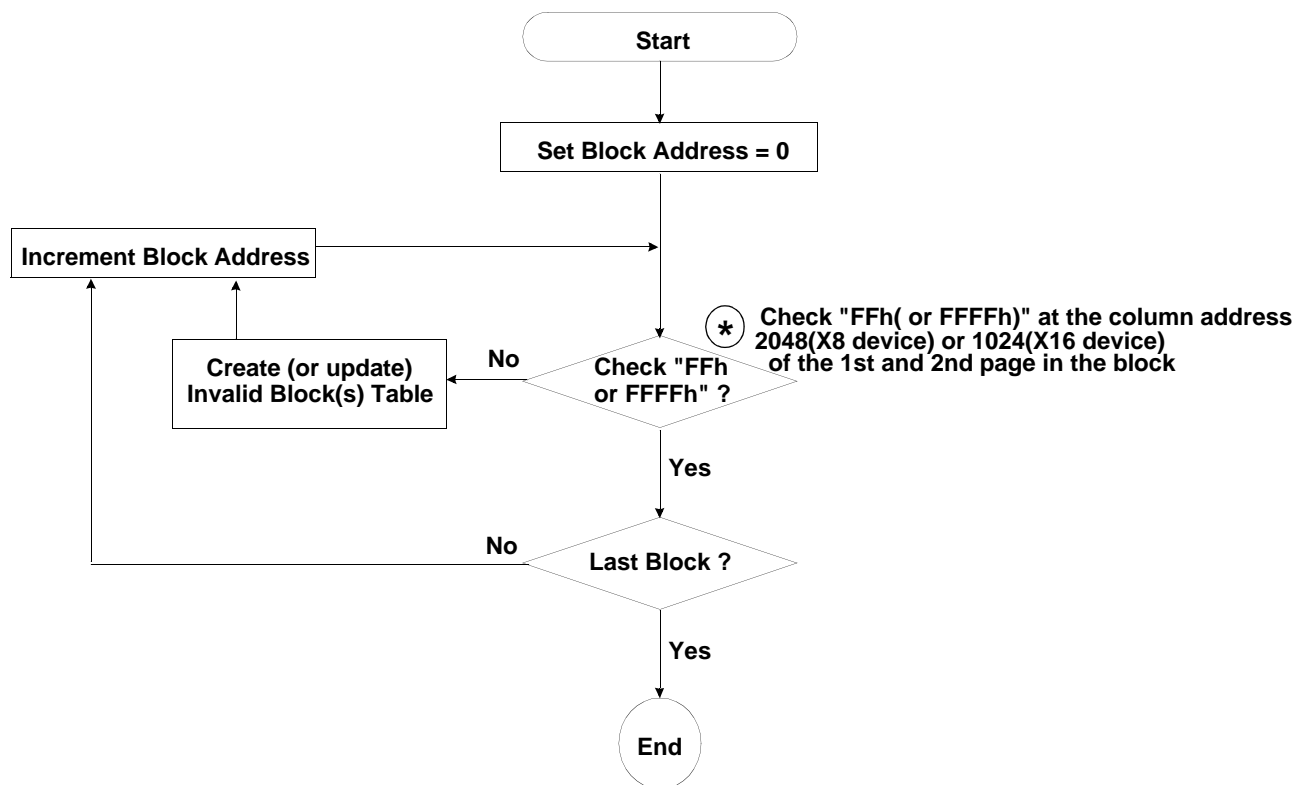 Start
Set Block Address = 0
Increment Block Address
* Check "FFh( or FFFFh)" at the column address
2048(X8 device) or 1024(X16 device)
of the 1st and 2nd page in the block
No
Create (or update)
Invalid Block(s) Table
Check "FFh
or FFFFh" ?
Yes
No
Last Block ?
Yes
End